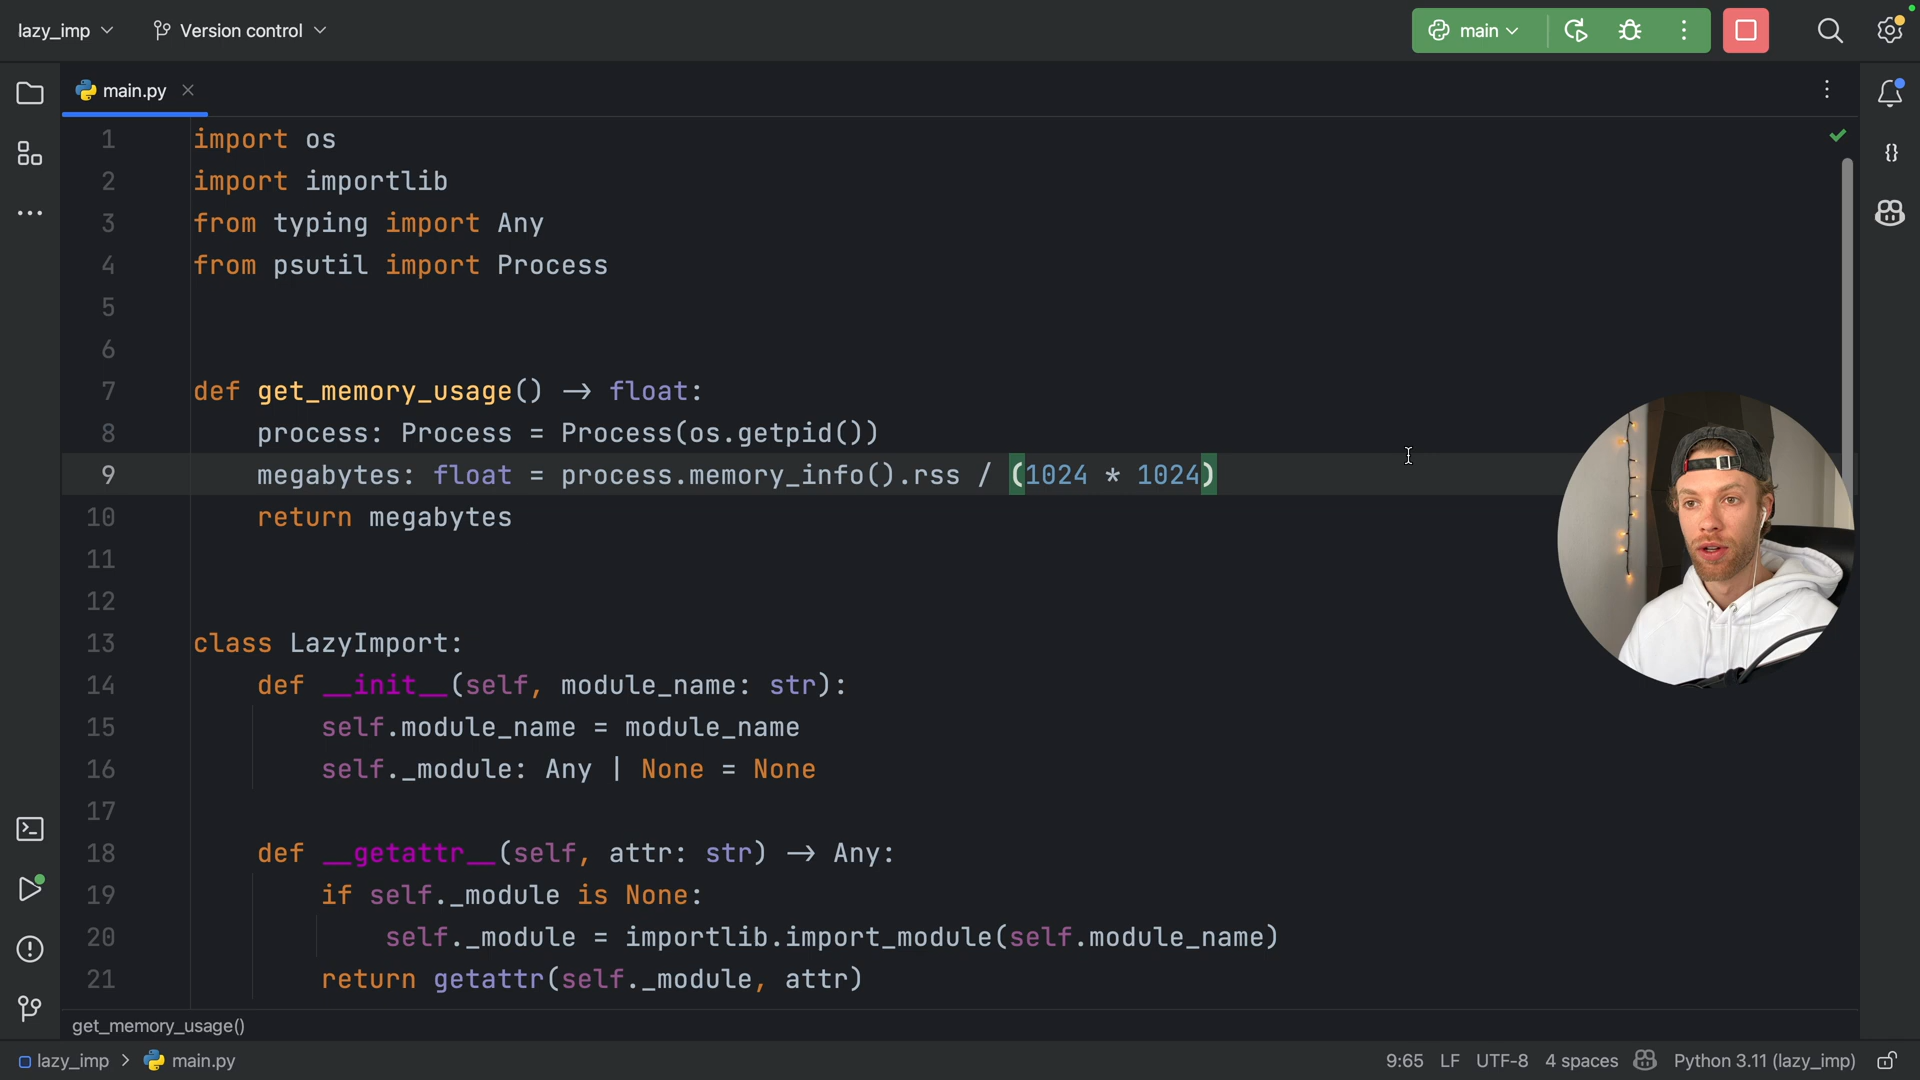 lazy_imp
Version control
main
main.py
1 import os
2 import importlib
3 from typing import Any
4 from psutil import Process
5
6
7 def get_memory_usage() → float:
8 process: Process = Process(os.getpid())
9 megabytes: float = process.memory_info().rss / (1024 * 1024)
10 return megabytes
11
12
13 class LazyImport:
14 def __init__(self, module_name: str):
15 self.module_name = module_name
16 self._module: Any | None = None
17
18 def __getattr__(self, attr: str) → Any:
19 if self._module is None:
20 self._module = importlib.import_module(self.module_name)
21 return getattr(self._module, attr)
get_memory_usage()
lazy_imp > main.py
9:65 LF UTF-8 4 spaces Python 3.11 (lazy_imp)